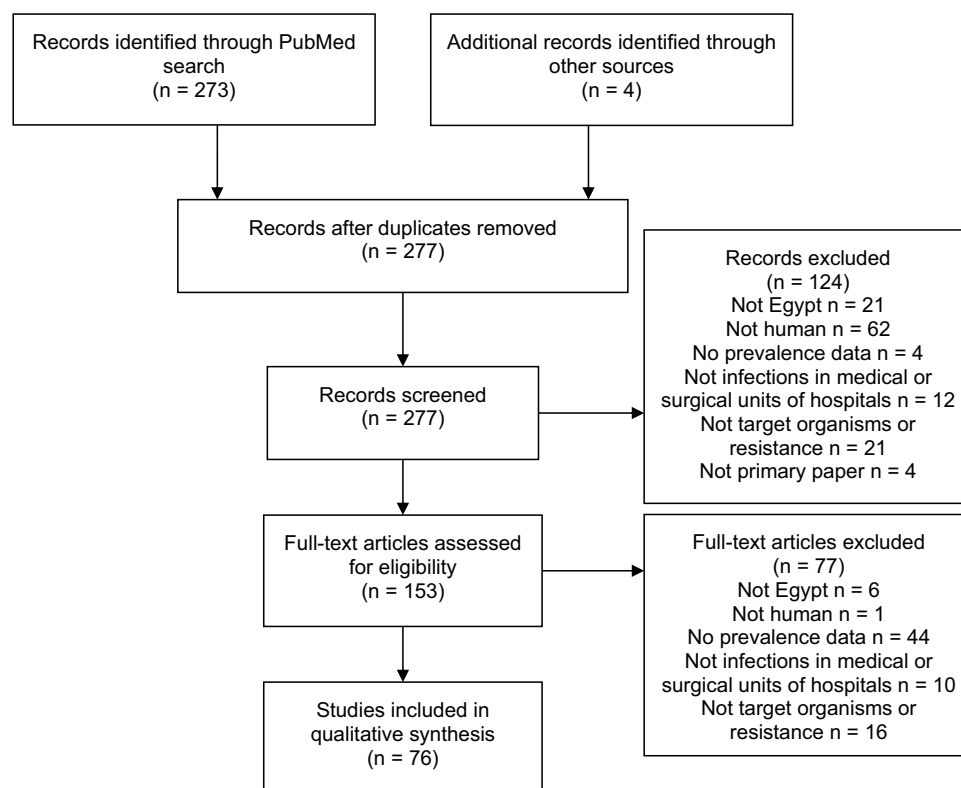 Records identified through PubMed
search
(n = 273)
Additional records identified through
other sources
(n = 4)
Records after duplicates removed
(n = 277)
Records screened
(n = 277)
Records excluded
(n = 124)
Not Egypt n = 21
Not human n = 62
No prevalence data n = 4
Not infections in medical or
surgical units of hospitals n = 12
Not target organisms or
resistance n = 21
Not primary paper n = 4
Full-text articles assessed
for eligibility
(n = 153)
Full-text articles excluded
(n = 77)
Not Egypt n = 6
Not human n = 1
No prevalence data n = 44
Not infections in medical or
surgical units of hospitals n = 10
Not target organisms or
resistance n = 16
Studies included in
qualitative synthesis
(n = 76)